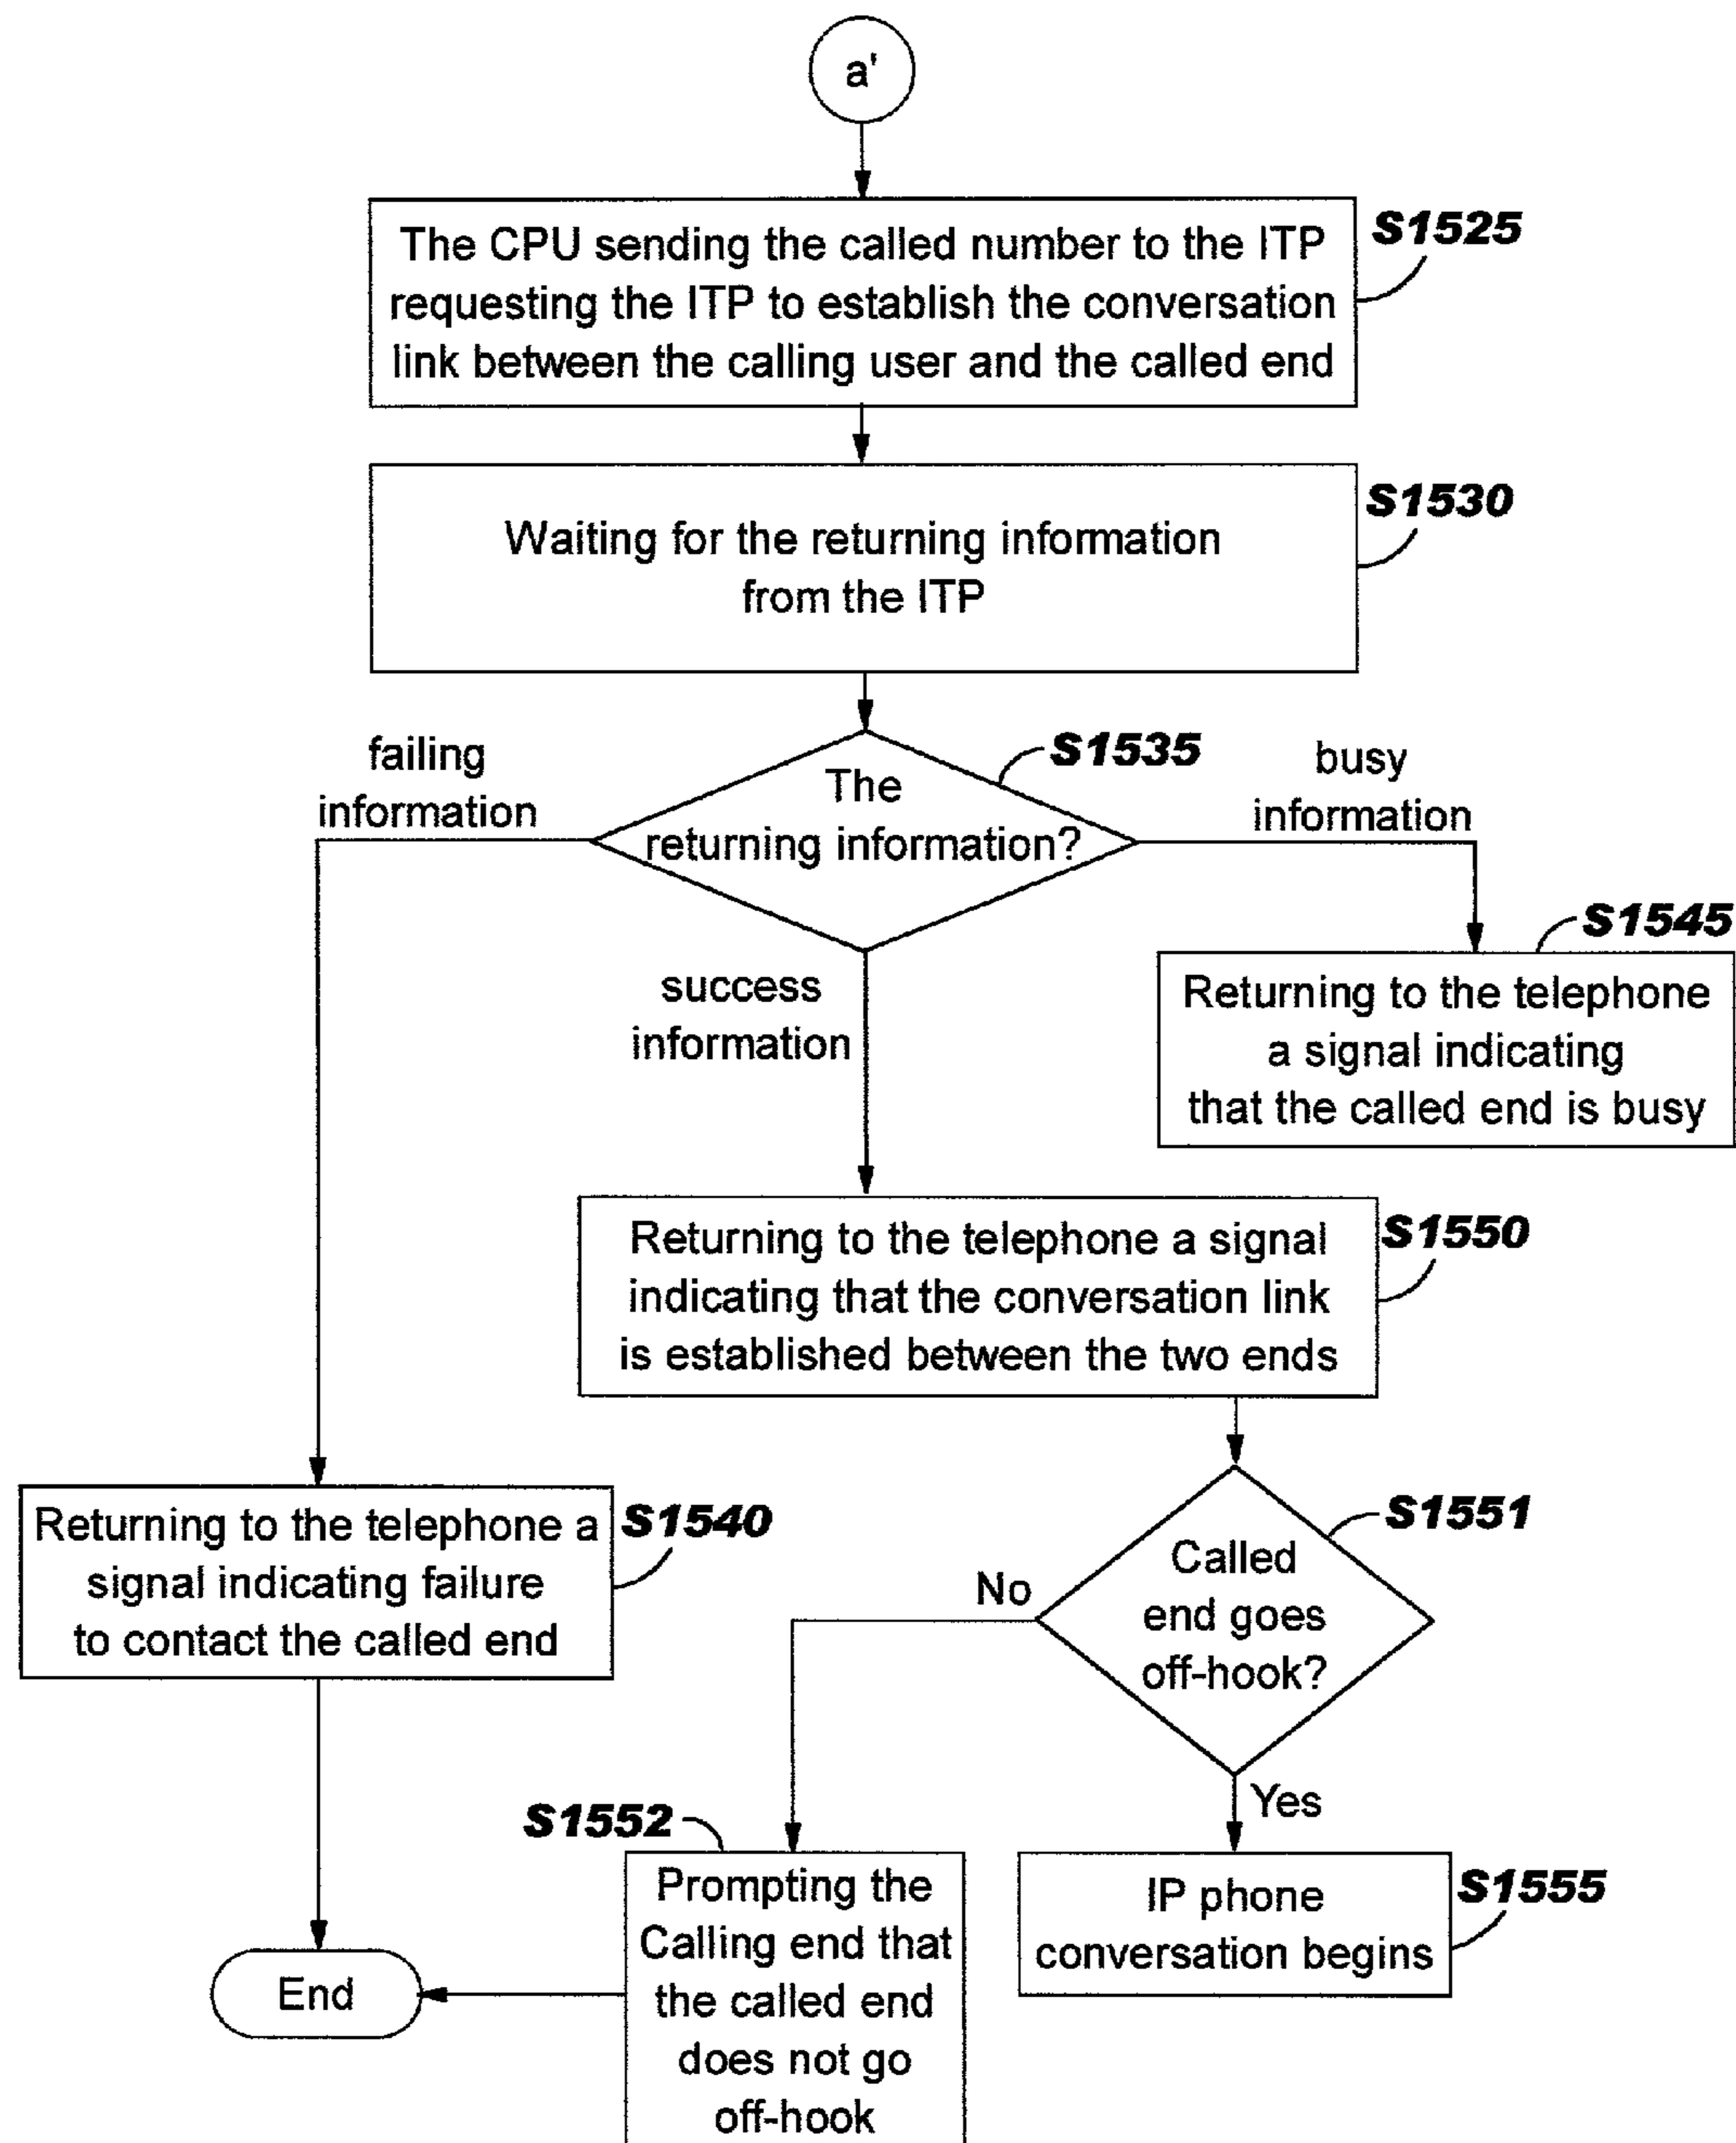 a'
The CPU sending the called number to the ITP
requesting the ITP to establish the conversation
link between the calling user and the called end
S1525
Waiting for the returning information
from the ITP
S1530
The
returning information?
S1535
failing
information
busy
information
success
information
S1545
Returning to the telephone
a signal indicating
that the called end is busy
Returning to the telephone a signal
indicating that the conversation link
is established between the two ends
S1550
Returning to the telephone a
signal indicating failure
to contact the called end
S1540
Called
end goes
off-hook?
S1551
No
Yes
S1552
Prompting the
Calling end that
the called end
does not go
off-hook
IP phone
conversation begins
S1555
End